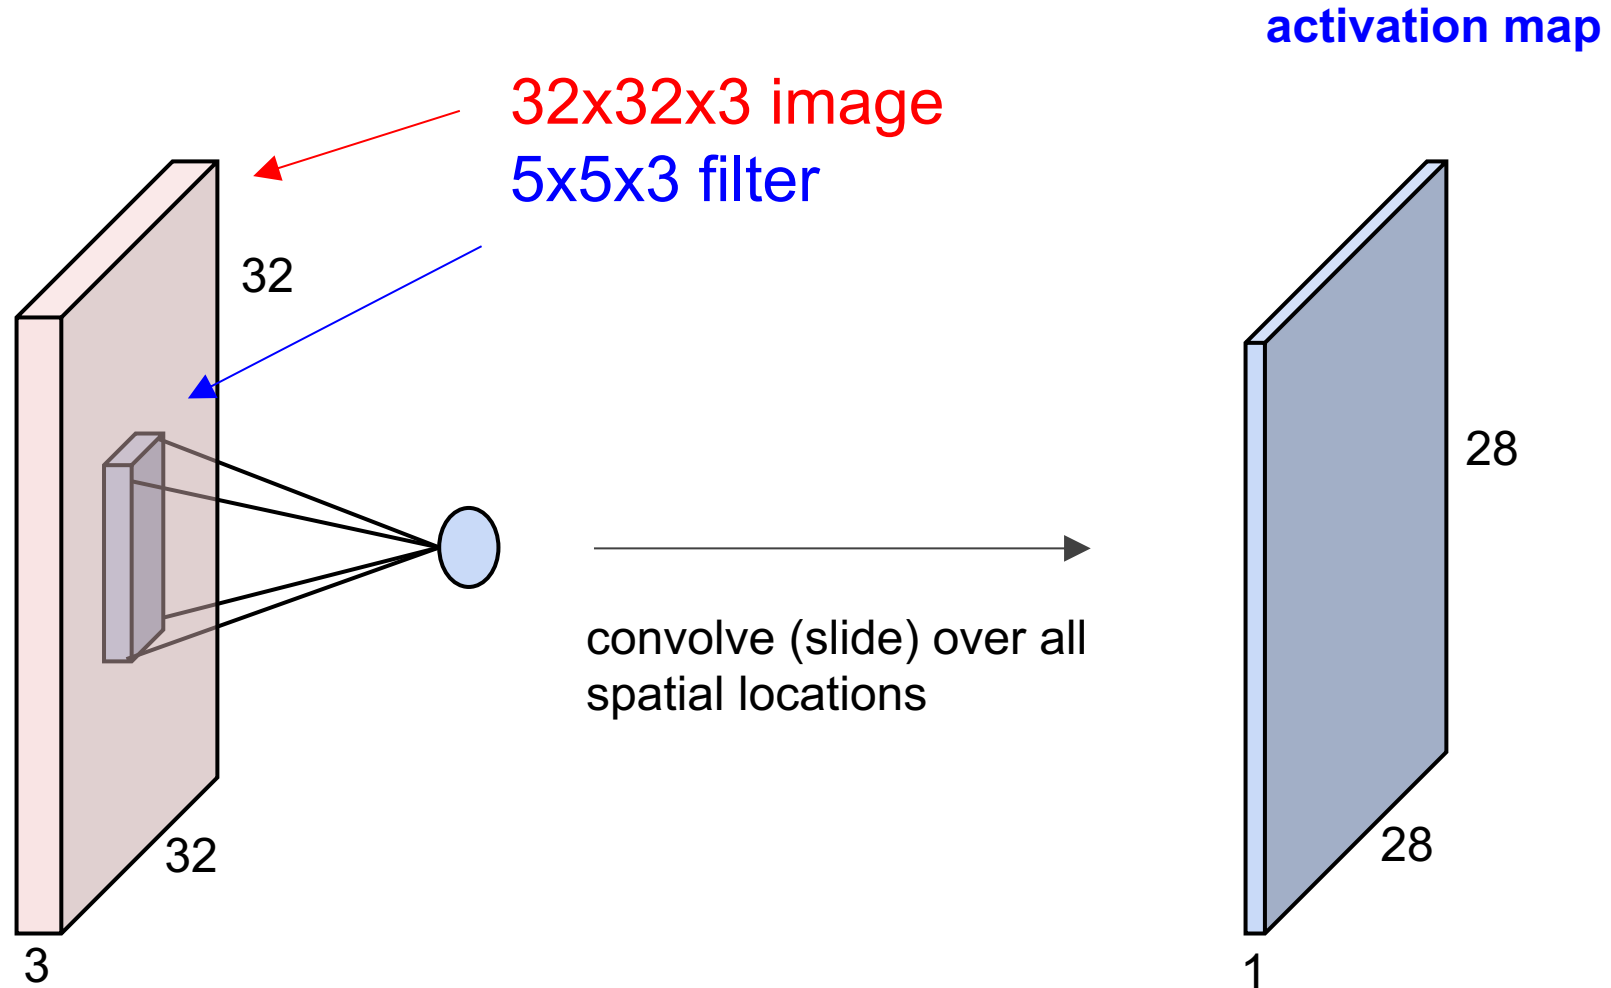 activation map
32x32x3 image
5x5x3 filter
32
32
3
convolve (slide) over all
spatial locations
28
28
1